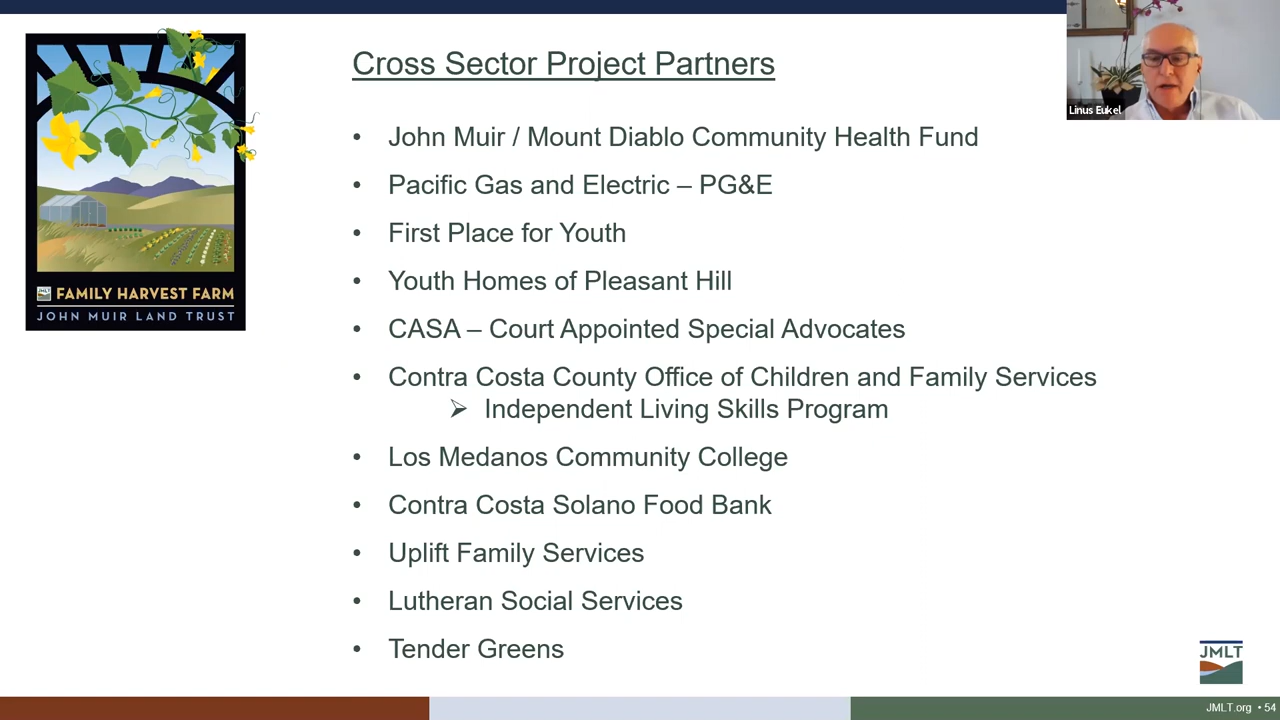 Cross Sector Project Partners
Linus Eukel
• John Muir / Mount Diablo Community Health Fund
• Pacific Gas and Electric – PG&E
• First Place for Youth
• Youth Homes of Pleasant Hill
• CASA – Court Appointed Special Advocates
• Contra Costa County Office of Children and Family Services
➢ Independent Living Skills Program
• Los Medanos Community College
• Contra Costa Solano Food Bank
• Uplift Family Services
• Lutheran Social Services
• Tender Greens
JMLT FAMILY HARVEST FARM
JOHN MUIR LAND TRUST
JMLT
JMLT.org • 54